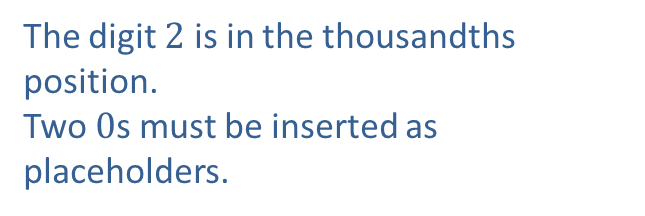 The digit 2 is in the thousandths
position.
Two 0s must be inserted as
placeholders.